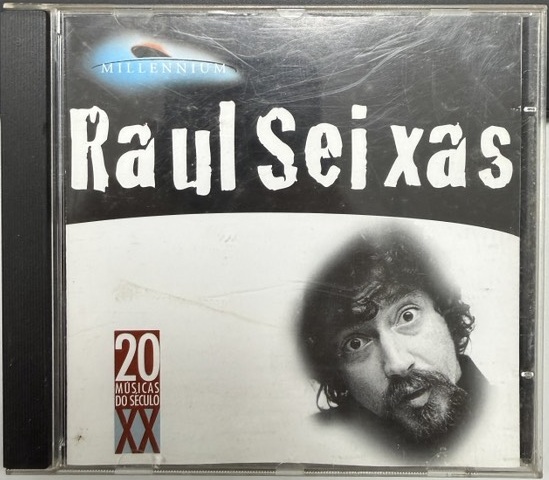 MILLENNIUM
Raul Seixas
20
MÚSICAS
DO SÉCULO
XX